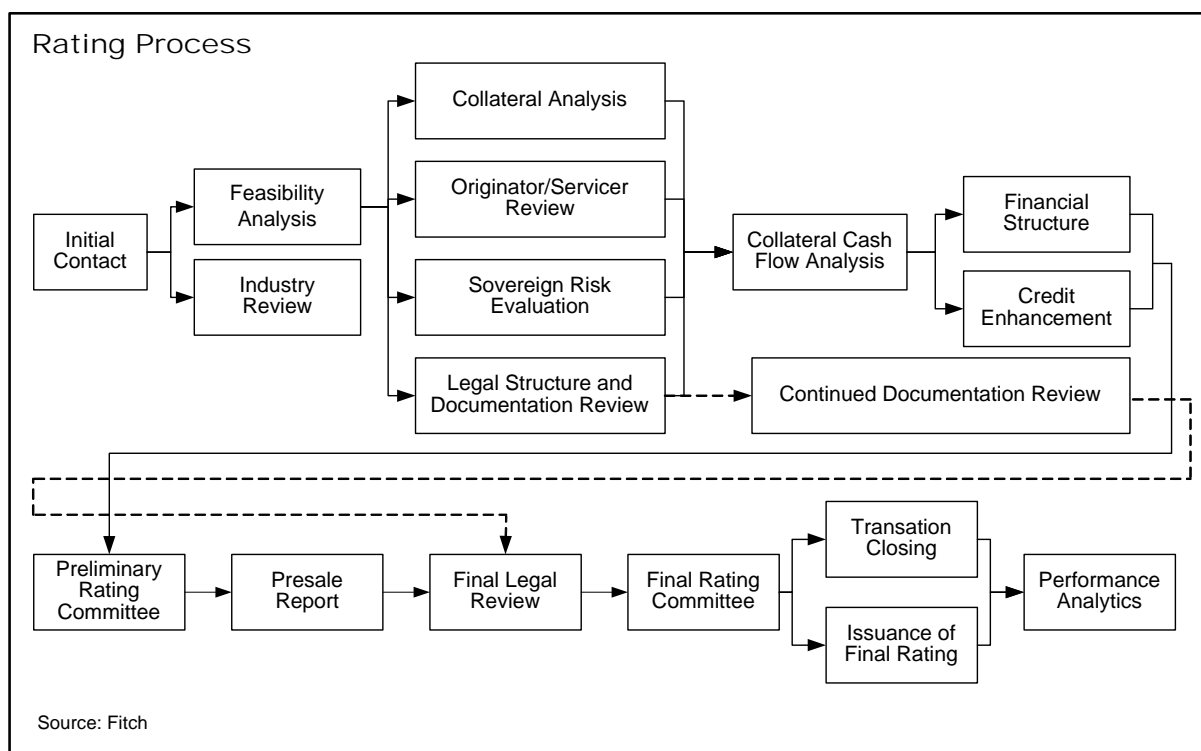 Rating Process
Collateral Analysis
Feasibility
Analysis
Originator/Servicer
Review
Financial
Structure
Initial
Contact
Collateral Cash
Flow Analysis
Industry
Review
Sovereign Risk
Evaluation
Credit
Enhancement
Legal Structure and
Documentation Review
Continued Documentation Review
Transation
Closing
Preliminary
Rating
Committee
Presale
Report
Final Legal
Review
Final Rating
Committee
Performance
Analytics
Issuance of
Final Rating
Source: Fitch